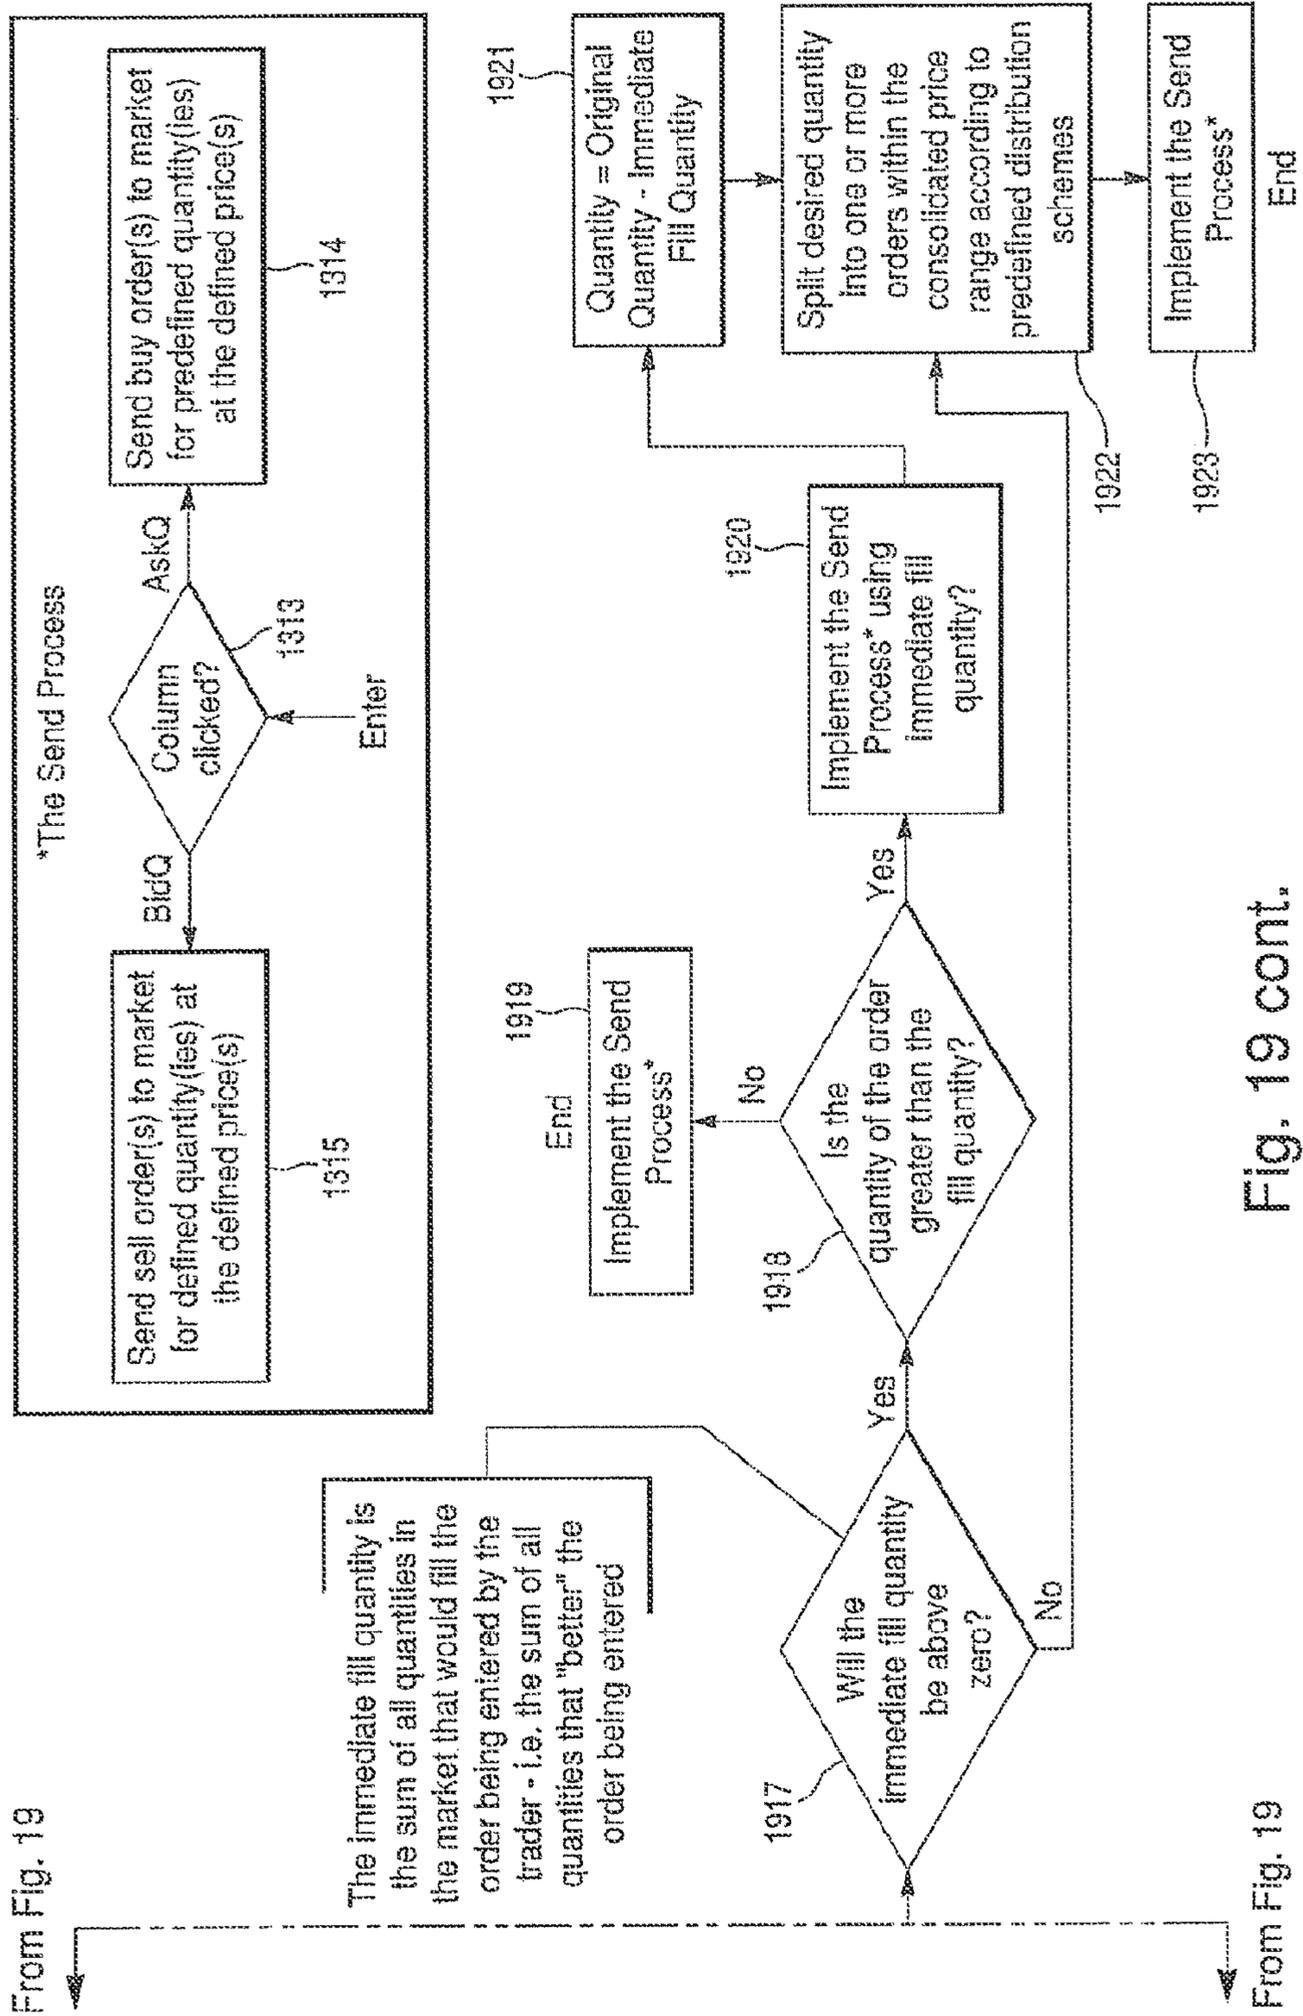 From Fig. 19
*The Send Process
Send sell order(s) to market
for defined quantity(ies) at
the defined price(s)
1315
BidQ
Column
clicked?
1313
Enter
AskQ
Send buy order(s) to market
for predefined quantity(ies)
at the defined price(s)
1314
The immediate fill quantity is
the sum of all quantities in
the market that would fill the
order being entered by the
trader - i.e. the sum of all
quantities that "better" the
order being entered
1917
Will the
immediate fill quantity
be above
zero?
Yes
No
1918
Is the
quantity of the order
greater than the
fill quantity?
No
Yes
End
1919
Implement the Send
Process*
1920
Implement the Send
Process* using
immediate fill
quantity?
1921
Quantity = Original
Quantity - Immediate
Fill Quantity
Split desired quantity
into one or more
orders within the
consolidated price
range according to
predefined distribution
schemes
1922
Implement the Send
Process*
1923
End
From Fig. 19
Fig. 19 cont.